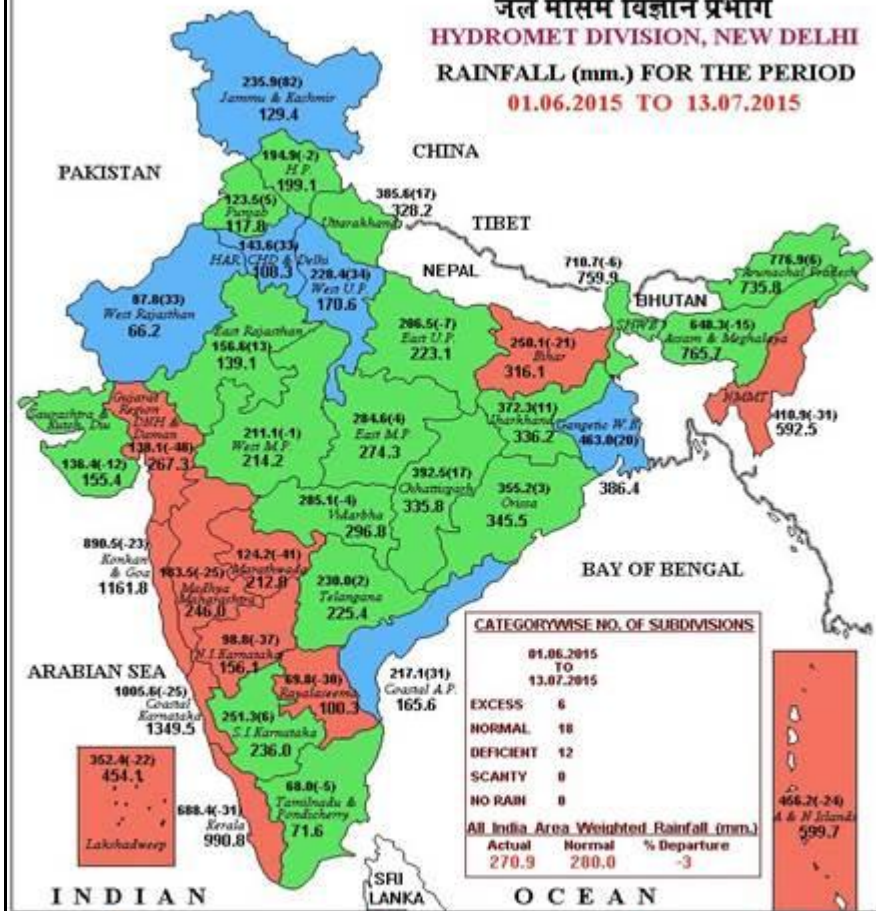 जल मौसम विज्ञान प्रभाग
HYDROMET DIVISION, NEW DELHI
RAINFALL (mm.) FOR THE PERIOD
01.06.2015 TO 13.07.2015
235.9(82)
Jammu & Kashmir
129.4
CHINA
PAKISTAN
194.9(-2)
H.P.
199.1
123.5(5)
Punjab
117.8
385.6(17)
328.2
Uttarakhand
TIBET
143.6(33)
HAR. CHD & Delhi
108.3
228.4(34)
West U.P.
170.6
NEPAL
710.7(-6)
759.9
SHWB
BHUTAN
776.9(6)
Arunachal Pradesh
735.8
87.8(33)
West Rajasthan
66.2
East Rajasthan
156.6(13)
139.1
206.5(-7)
East U.P.
223.1
250.1(-21)
Bihar
316.1
648.3(-15)
Assam & Meghalaya
765.7
NMMT
410.9(-31)
592.5
Saurashtra &
Kutch, Diu
136.4(-12)
155.4
Gujarat
Region
DNH &
Daman
138.1(-48)
267.3
211.1(-1)
West M.P.
214.2
284.6(4)
East M.P.
274.3
372.3(11)
Jharkhand
336.2
Gangetic W.B.
463.0(20)
386.4
392.5(17)
Chhattisgarh
335.8
355.2(3)
Orissa
345.5
285.1(-4)
Vidarbha
296.8
890.5(-23)
Konkan
& Goa
1161.8
183.5(-25)
Madhya
Maharashtra
246.0
124.2(-41)
Marathwada
212.8
230.0(2)
Telangana
225.4
BAY OF BENGAL
98.8(-37)
N.I.Karnataka
156.1
69.8(-30)
Rayalaseema
100.3
217.1(31)
Coastal A.P.
165.6
ARABIAN SEA
1005.6(-25)
Coastal
Karnataka
1349.5
251.3(6)
S.I.Karnataka
236.0
352.4(-22)
454.1
Lakshadweep
688.4(-31)
Kerala
990.8
68.0(-5)
Tamilnadu &
Pondicherry
71.6
CATEGORYWISE NO. OF SUBDIVISIONS
01.06.2015
TO
13.07.2015
EXCESS 6
NORMAL 18
DEFICIENT 12
SCANTY 0
NO RAIN 0
All India Area Weighted Rainfall (mm.)
Actual Normal % Departure
270.9 280.0 -3
456.2(-24)
A & N Islands
599.7
SRI
LANKA
INDIAN OCEAN